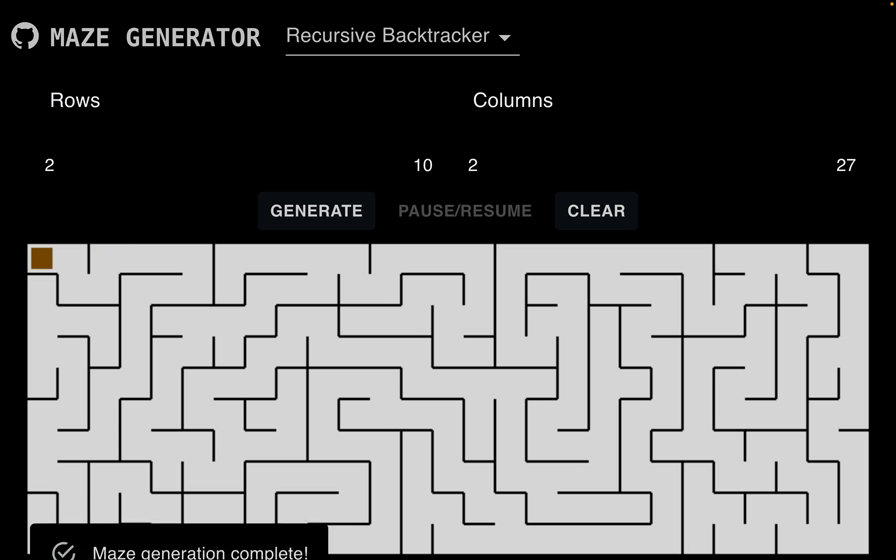 MAZE GENERATOR Recursive Backtracker
Rows Columns
2 10 2 27
GENERATE PAUSE/RESUME CLEAR
Maze generation complete!